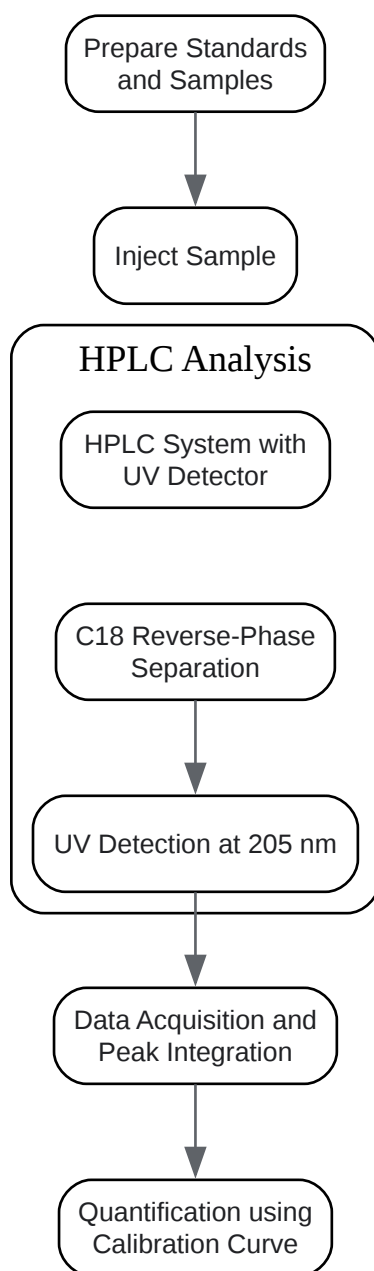 Prepare Standards
and Samples
Inject Sample
HPLC Analysis
HPLC System with
UV Detector
C18 Reverse-Phase
Separation
UV Detection at 205 nm
Data Acquisition and
Peak Integration
Quantification using
Calibration Curve